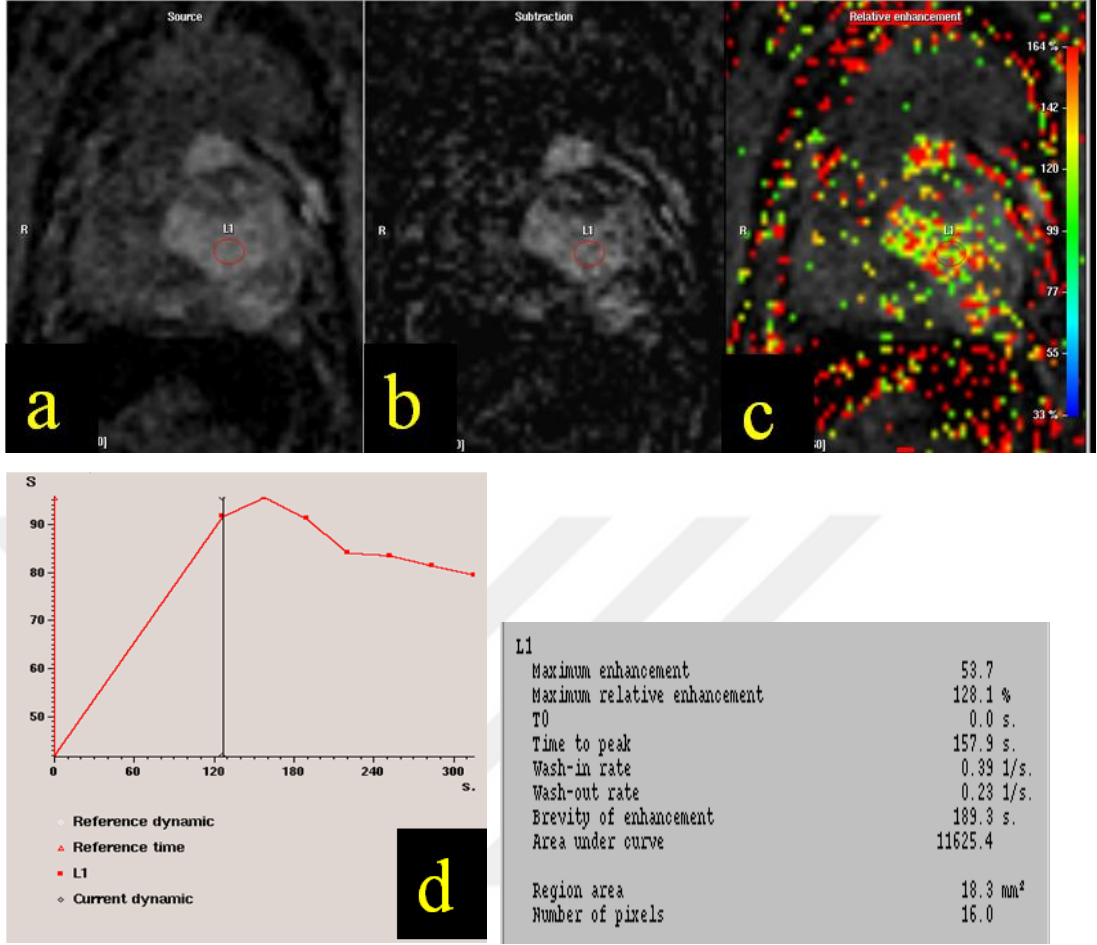 Source
Subtraction
Relative enhancement
164 %
142
120
99
77
55
33 %
R
L1
R
L1
R
L1
a
b
c
S
90
80
70
60
50
0 60 120 180 240 300
s.
Reference dynamic
Reference time
L1
Current dynamic
d
L1
Maximum enhancement 53.7
Maximum relative enhancement 128.1 %
T0 0.0 s.
Time to peak 157.9 s.
Wash-in rate 0.39 1/s.
Wash-out rate 0.23 1/s.
Brevity of enhancement 189.3 s.
Area under curve 11625.4
Region area 18.3 mm²
Number of pixels 16.0